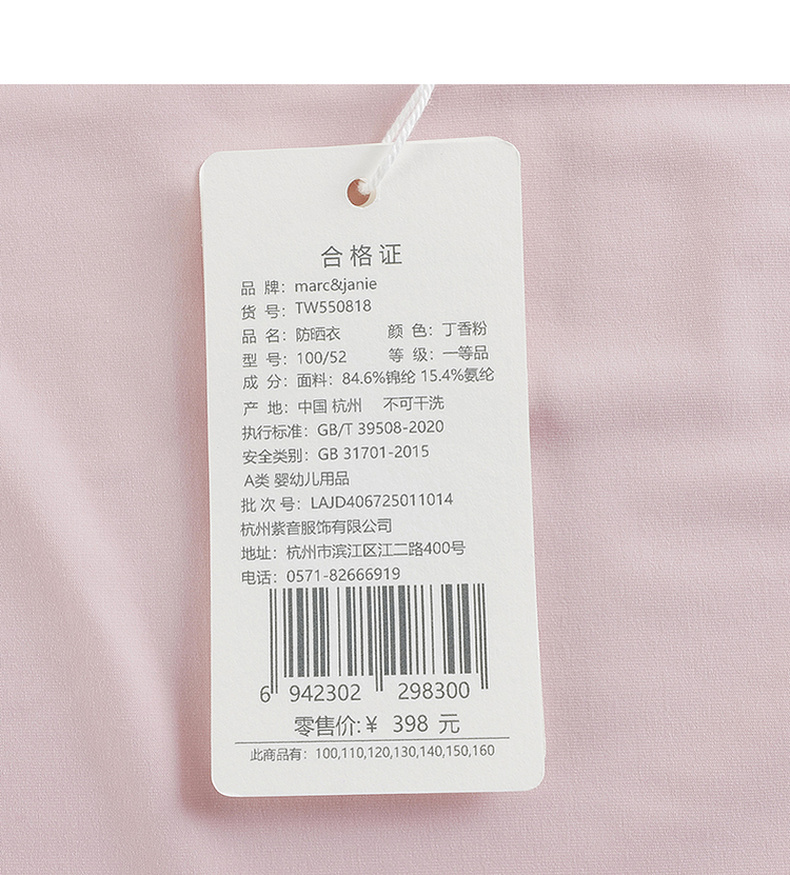 合格证
品 牌：marc&janie
货 号：TW550818
品 名：防晒衣 颜 色：丁香粉
型 号：100/52 等 级：一等品
成 分：面料：84.6%锦纶 15.4%氨纶
产 地：中国 杭州 不可干洗
执行标准：GB/T 39508-2020
安全类别：GB 31701-2015
A类 婴幼儿用品
批 次 号：LAJD406725011014
杭州紫音服饰有限公司
地址：杭州市滨江区江二路400号
电话：0571-82666919
6 942302 298300
零售价:￥ 398 元
此商品有：100,110,120,130,140,150,160